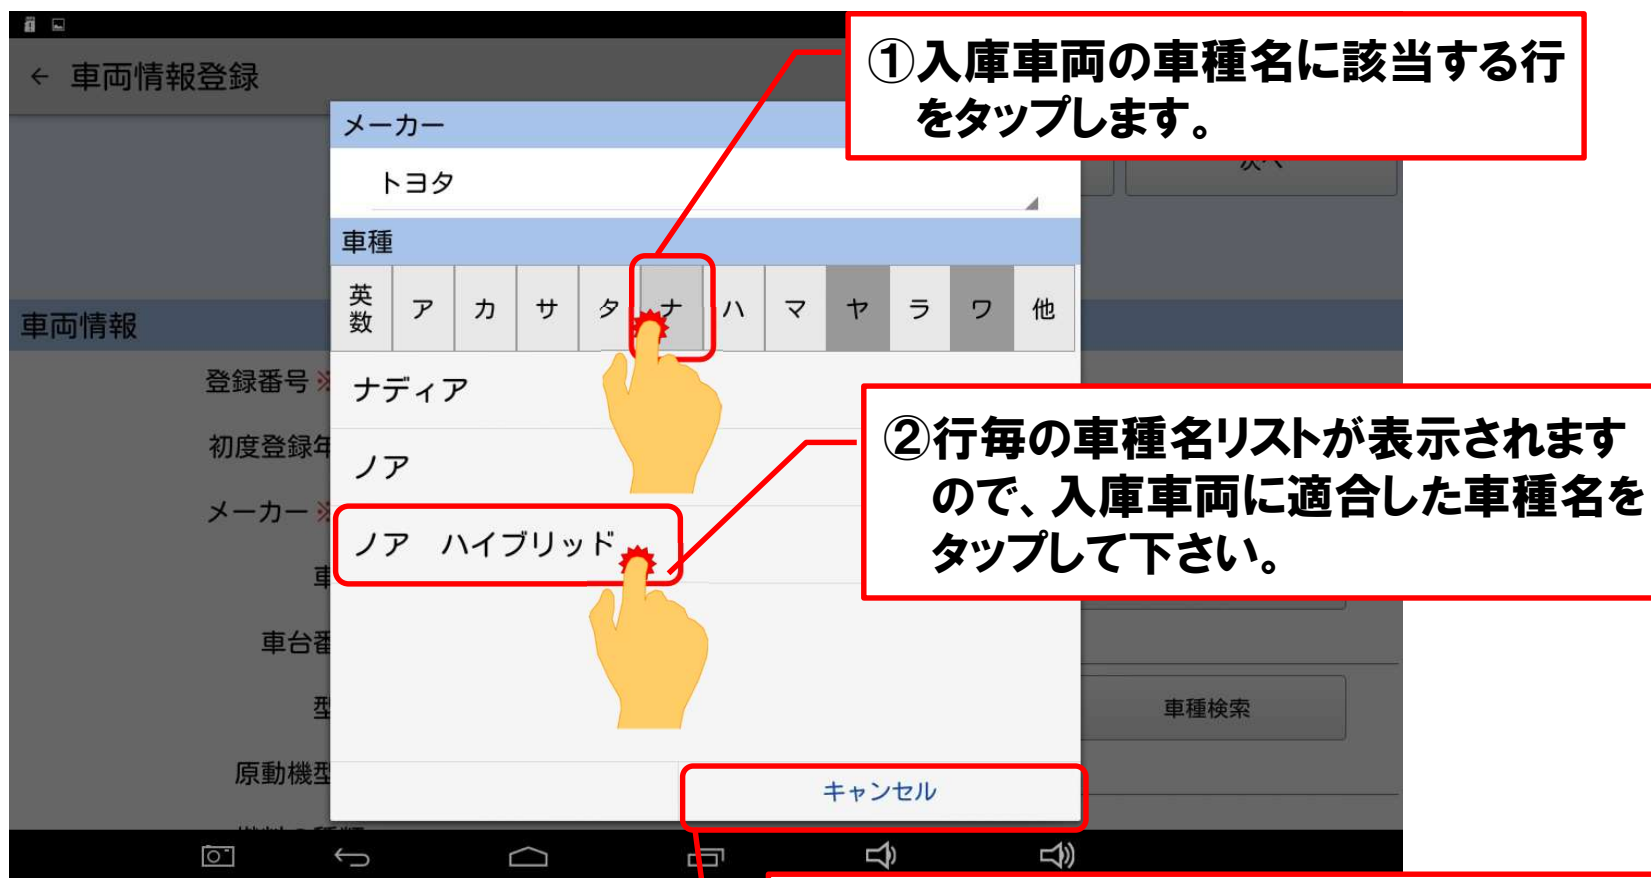 ①入庫車両の車種名に該当する行
をタップします。
← 車両情報登録
メーカー
トヨタ
次へ
車種
英数 ア カ サ タ ナ ハ マ ヤ ラ ワ 他
車両情報
登録番号※
ナディア
②行毎の車種名リストが表示されます
ので、入庫車両に適合した車種名を
タップして下さい。
初度登録年
ノア
メーカー※
ノア ハイブリッド
車
車台番
型
車種検索
原動機型
キャンセル